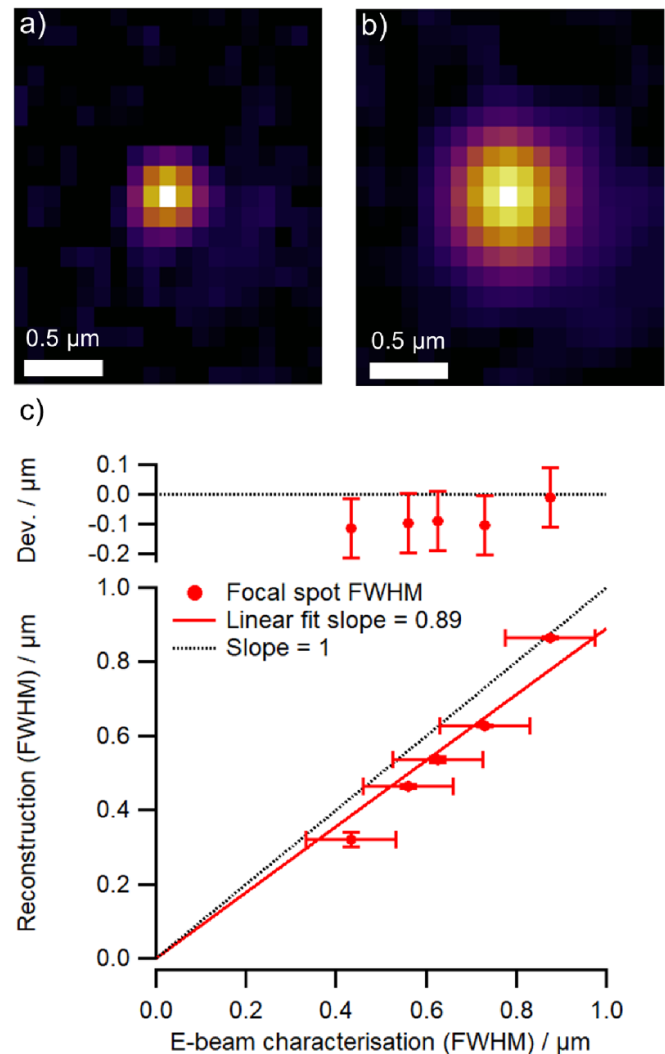 a)
b)
0.5 µm
0.5 µm
c)
Dev. / µm
0.1
0.0
-0.1
-0.2
Reconstruction (FWHM) / µm
1.0
0.8
0.6
0.4
0.2
0.0
Focal spot FWHM
Linear fit slope = 0.89
Slope = 1
0.0 0.2 0.4 0.6 0.8 1.0
E-beam characterisation (FWHM) / µm